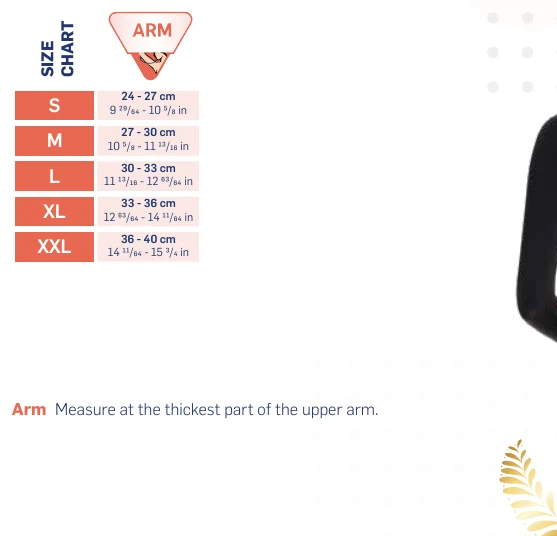 SIZE
CHART
ARM
S
24 - 27 cm
9 ²⁹/₆₄ - 10 ⁵/₈ in
M
27 - 30 cm
10 ⁵/₈ - 11 ¹³/₁₆ in
L
30 - 33 cm
11 ¹³/₁₆ - 12 ⁶³/₆₄ in
XL
33 - 36 cm
12 ⁶³/₆₄ - 14 ¹¹/₆₄ in
XXL
36 - 40 cm
14 ¹¹/₆₄ - 15 ³/₄ in
Arm Measure at the thickest part of the upper arm.